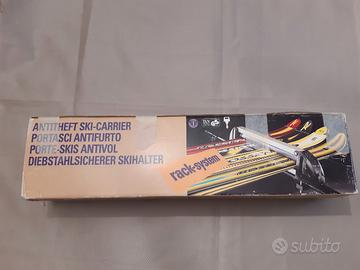 ANTITHEFT SKI-CARRIER
PORTASCI ANTIFURTO
PORTE-SKIS ANTIVOL
DIEBSTAHLSICHERER SKIHALTER
rack-system
subito